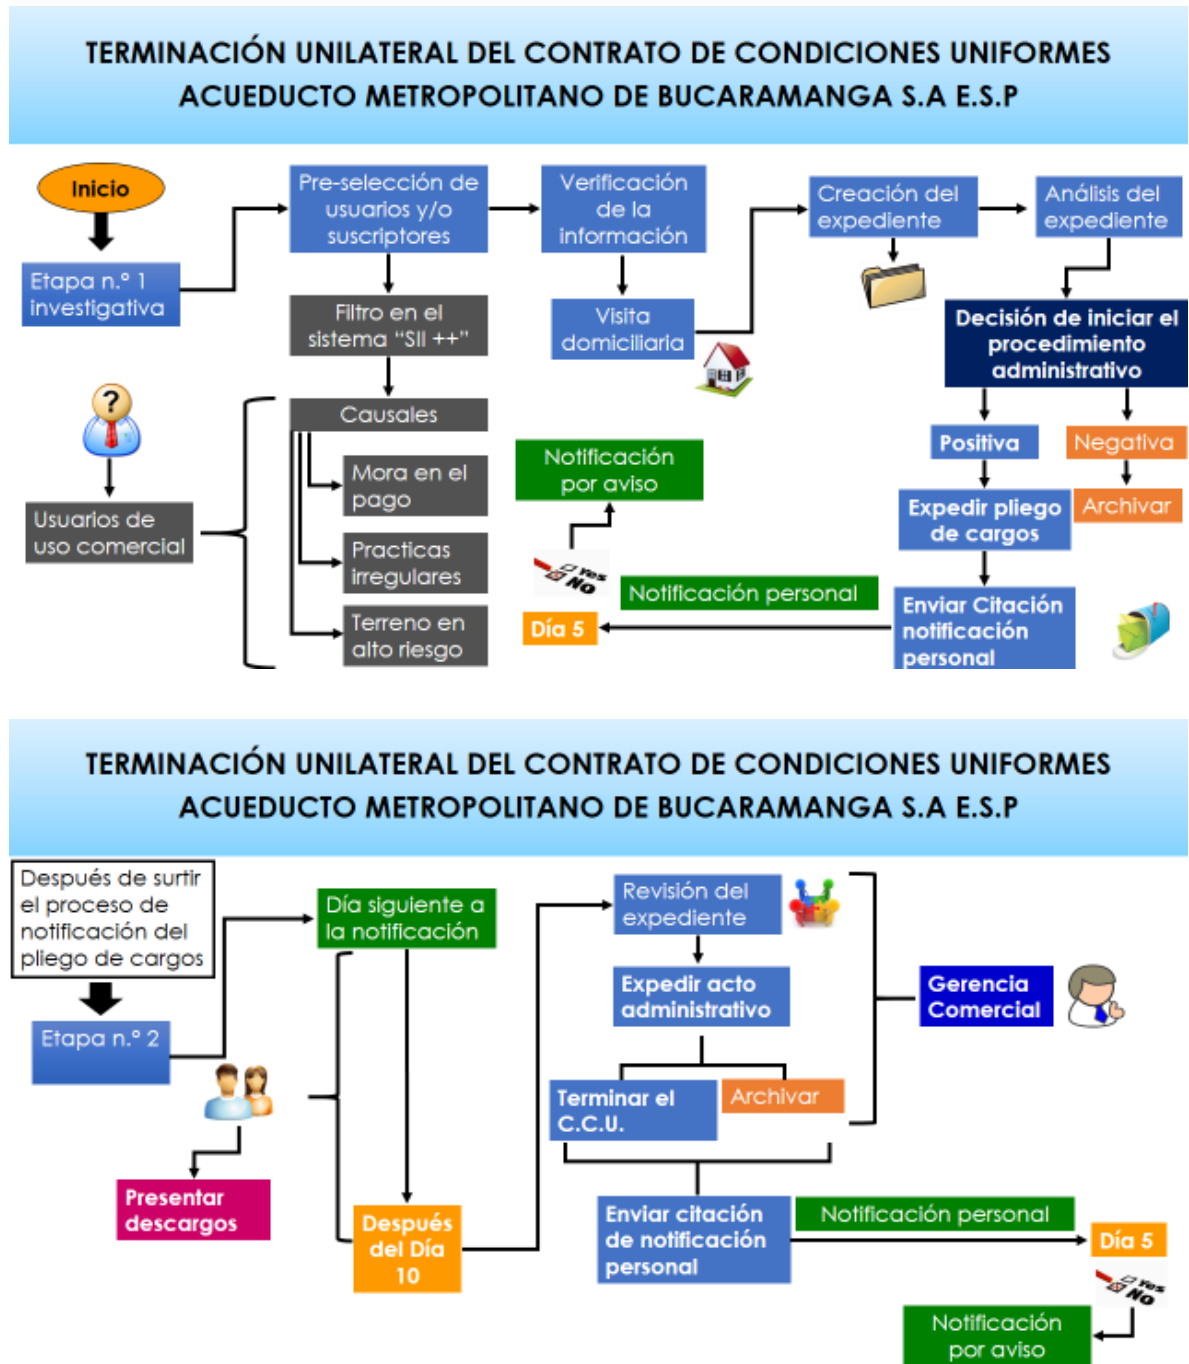 TERMINACIÓN UNILATERAL DEL CONTRATO DE CONDICIONES UNIFORMES
ACUEDUCTO METROPOLITANO DE BUCARAMANGA S.A E.S.P
Inicio
Etapa n.º 1
investigativa
Pre-selección de
usuarios y/o
suscriptores
Verificación
de la
información
Creación del
expediente
Análisis del
expediente
Filtro en el
sistema “SII ++”
Visita
domiciliaria
Decisión de iniciar el
procedimiento
administrativo
?
Usuarios de
uso comercial
Causales
Mora en el
pago
Practicas
irregulares
Terreno en
alto riesgo
Positiva
Negativa
Expedir pliego
de cargos
Archivar
Enviar Citación
notificación
personal
Notificación personal
Día 5
Yes
No
Notificación
por aviso
TERMINACIÓN UNILATERAL DEL CONTRATO DE CONDICIONES UNIFORMES
ACUEDUCTO METROPOLITANO DE BUCARAMANGA S.A E.S.P
Después de surtir
el proceso de
notificación del
pliego de cargos
Etapa n.º 2
Día siguiente a
la notificación
Presentar
descargos
Después
del Día
10
Revisión del
expediente
Expedir acto
administrativo
Gerencia
Comercial
Terminar el
C.C.U.
Archivar
Enviar citación
de notificación
personal
Notificación personal
Día 5
Yes
No
Notificación
por aviso